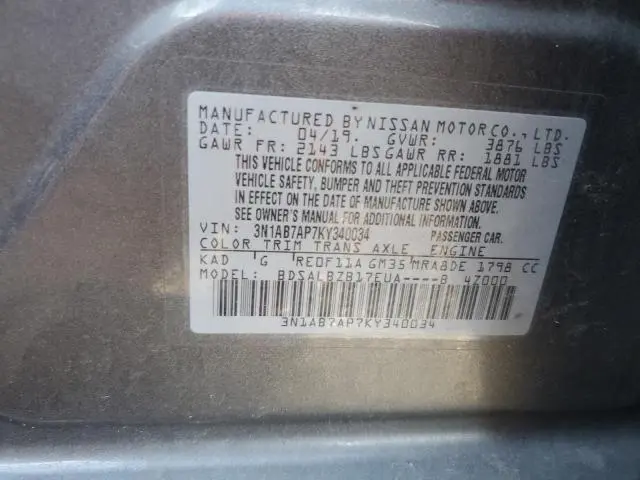 MANUFACTURED BY NISSAN MOTOR CO., LTD.
DATE: 04/19. GVWR: 3876 LBS
GAWR FR: 2143 LBS GAWR RR: 1881 LBS
THIS VEHICLE CONFORMS TO ALL APPLICABLE FEDERAL MOTOR
VEHICLE SAFETY, BUMPER AND THEFT PREVENTION STANDARDS
IN EFFECT ON THE DATE OF MANUFACTURE SHOWN ABOVE.
SEE OWNER'S MANUAL FOR ADDITIONAL INFORMATION.
VIN: 3N1AB7AP7KY340034 PASSENGER CAR.
COLOR TRIM TRANS AXLE ENGINE
KAD G RE0F11A GM35 MRA8DE 1798 CC
MODEL: BDSALBZB17EUA----B 4Z000
3N1AB7AP7KY340034